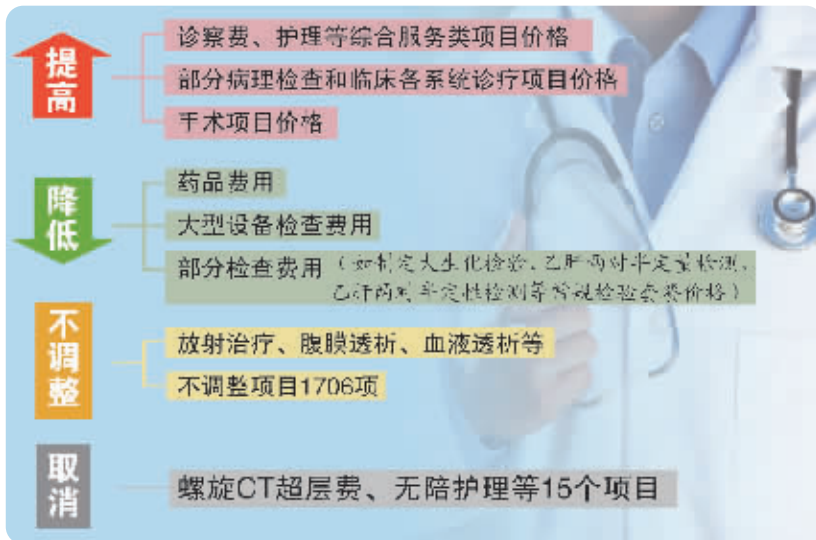 提高
诊察费、护理等综合服务类项目价格
部分病理检查和临床各系统诊疗项目价格
手术项目价格
降低
药品费用
大型设备检查费用
部分检查费用（如制定大生化检验、乙肝两对半定量检测、
乙肝两对半定性检测等常规检验套类价格）
不调整
放射治疗、腹膜透析、血液透析等
不调整项目1706项
取消
螺旋CT超层费、无陪护理等15个项目